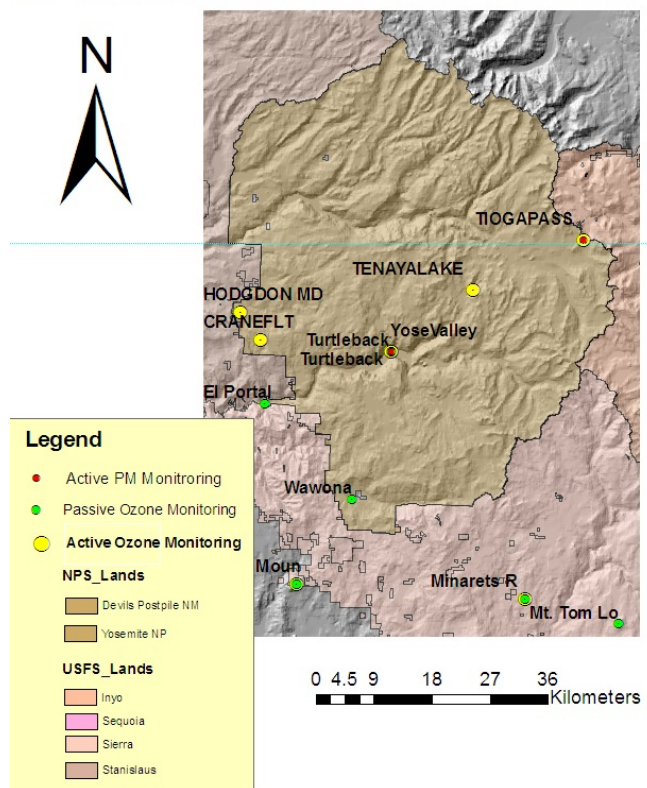 N
TIOGAPASS
TENAYALAKE
HODGDON MD
CRANEFLT
YoseValley
Turtleback
Turtleback
El Portal
Wawona
Moun
Minarets R
Mt. Tom Lo
Legend
Active PM Monitroring
Passive Ozone Monitoring
Active Ozone Monitoring
NPS_Lands
Devils Postpile NM
Yosemite NP
USFS_Lands
Inyo
Sequoia
Sierra
Stanislaus
0 4.5 9 18 27 36
Kilometers